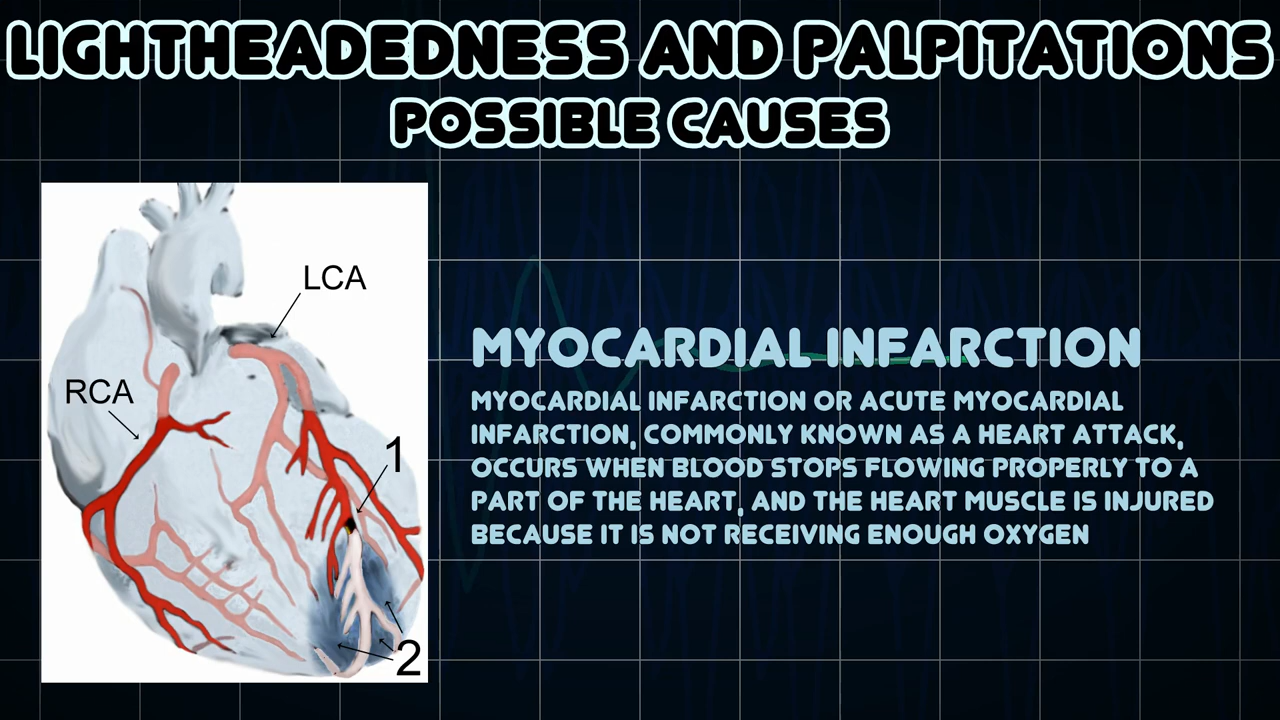 LIGHTHEADEDNESS AND PALPITATIONS
POSSIBLE CAUSES
LCA
RCA
1
2
MYOCARDIAL INFARCTION
MYOCARDIAL INFARCTION OR ACUTE MYOCARDIAL
INFARCTION, COMMONLY KNOWN AS A HEART ATTACK,
OCCURS WHEN BLOOD STOPS FLOWING PROPERLY TO A
PART OF THE HEART, AND THE HEART MUSCLE IS INJURED
BECAUSE IT IS NOT RECEIVING ENOUGH OXYGEN